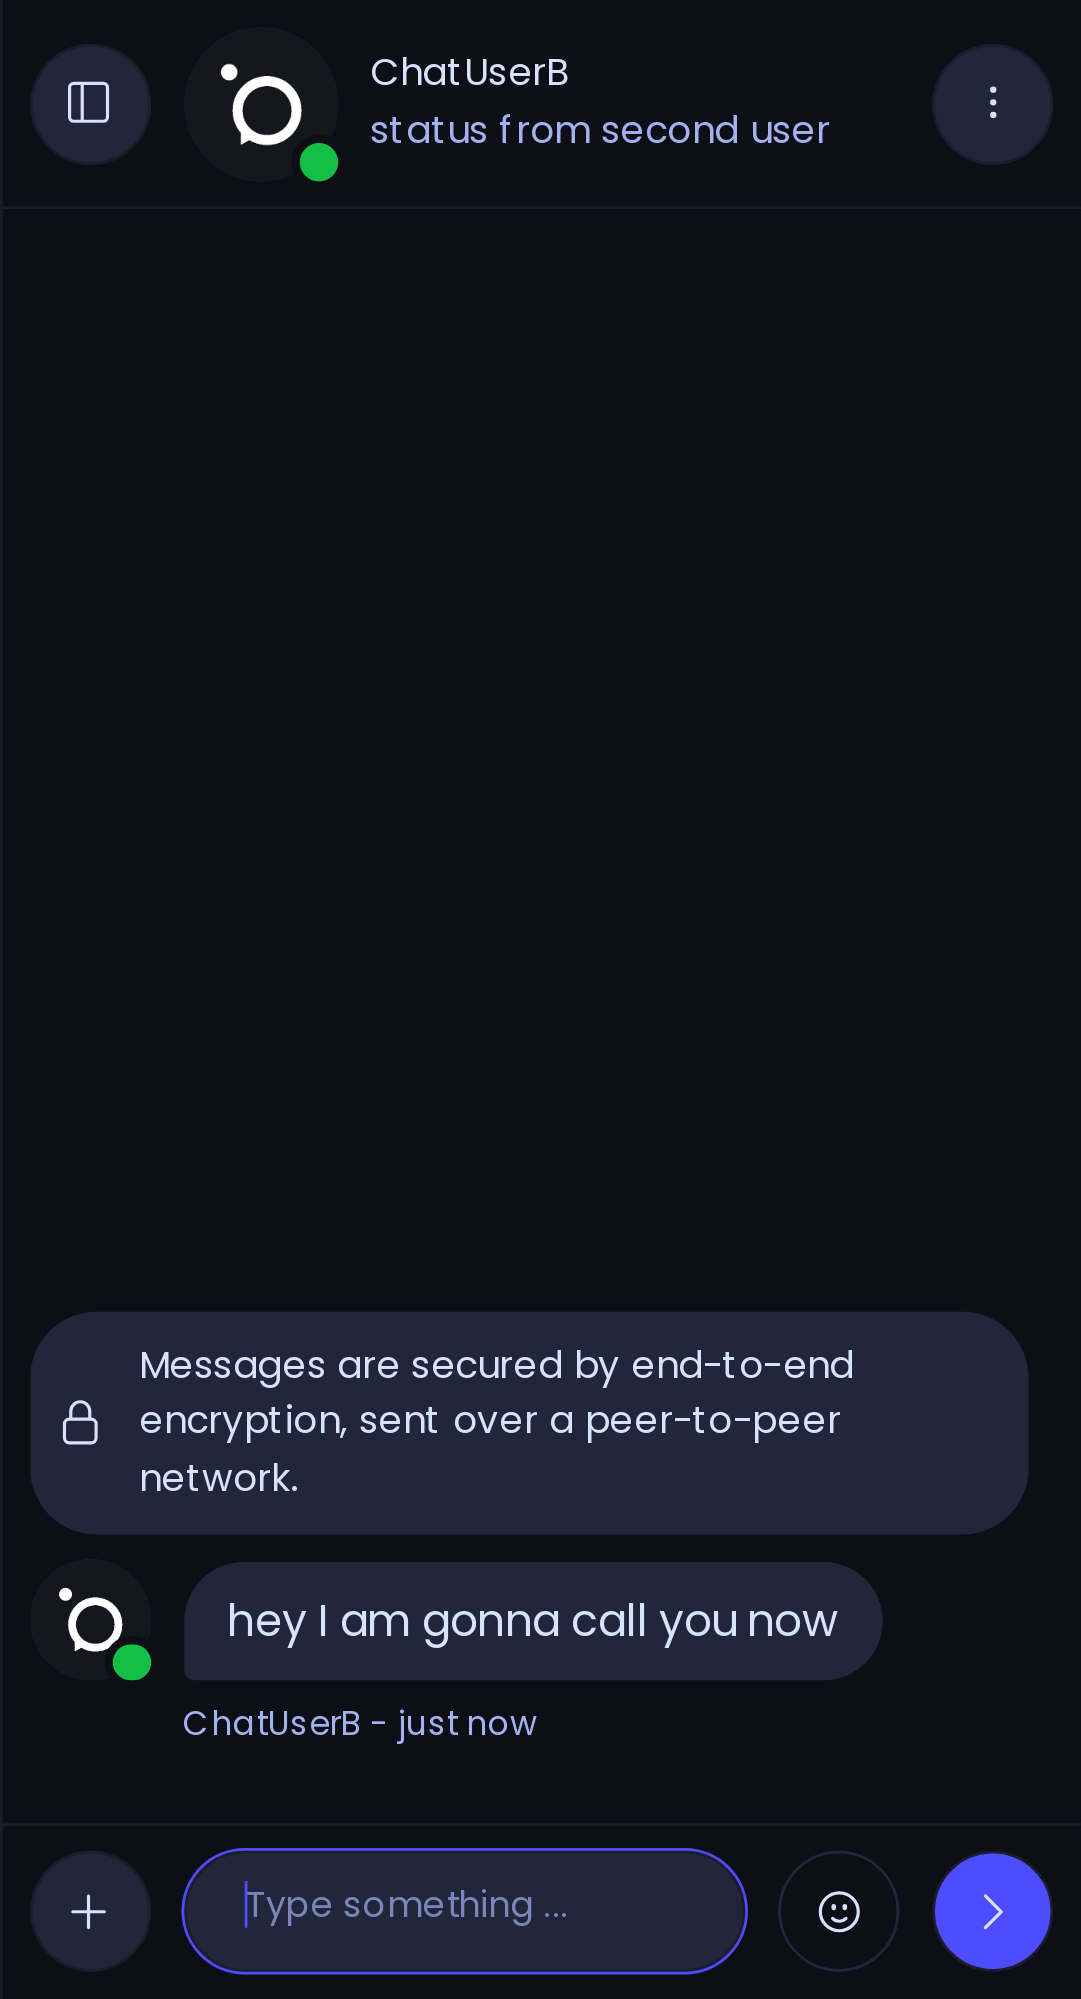 ChatUserB
status from second user
Messages are secured by end-to-end
encryption, sent over a peer-to-peer
network.
hey I am gonna call you now
ChatUserB - just now
Type something ...